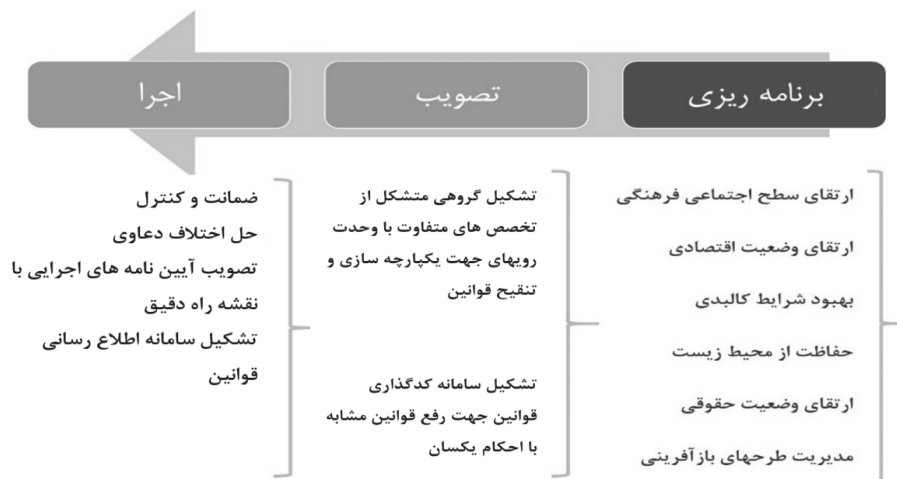 برنامه ریزی
تصویب
اجرا
ارتقای سطح اجتماعی فرهنگی
ارتقای وضعیت اقتصادی
بهبود شرایط کالبدی
حفاظت از محیط زیست
ارتقای وضعیت حقوقی
مدیریت طرحهای بازآفرینی
تشکیل گروهی متشکل از
تخصص های متفاوت با وحدت
رویهای جهت یکپارچه سازی و
تنقیح قوانین
تشکیل سامانه کدگذاری
قوانین جهت رفع قوانین مشابه
با احکام یکسان
ضمانت و کنترل
حل اختلاف دعاوی
تصویب آیین نامه های اجرایی با
نقشه راه دقیق
تشکیل سامانه اطلاع رسانی
قوانین